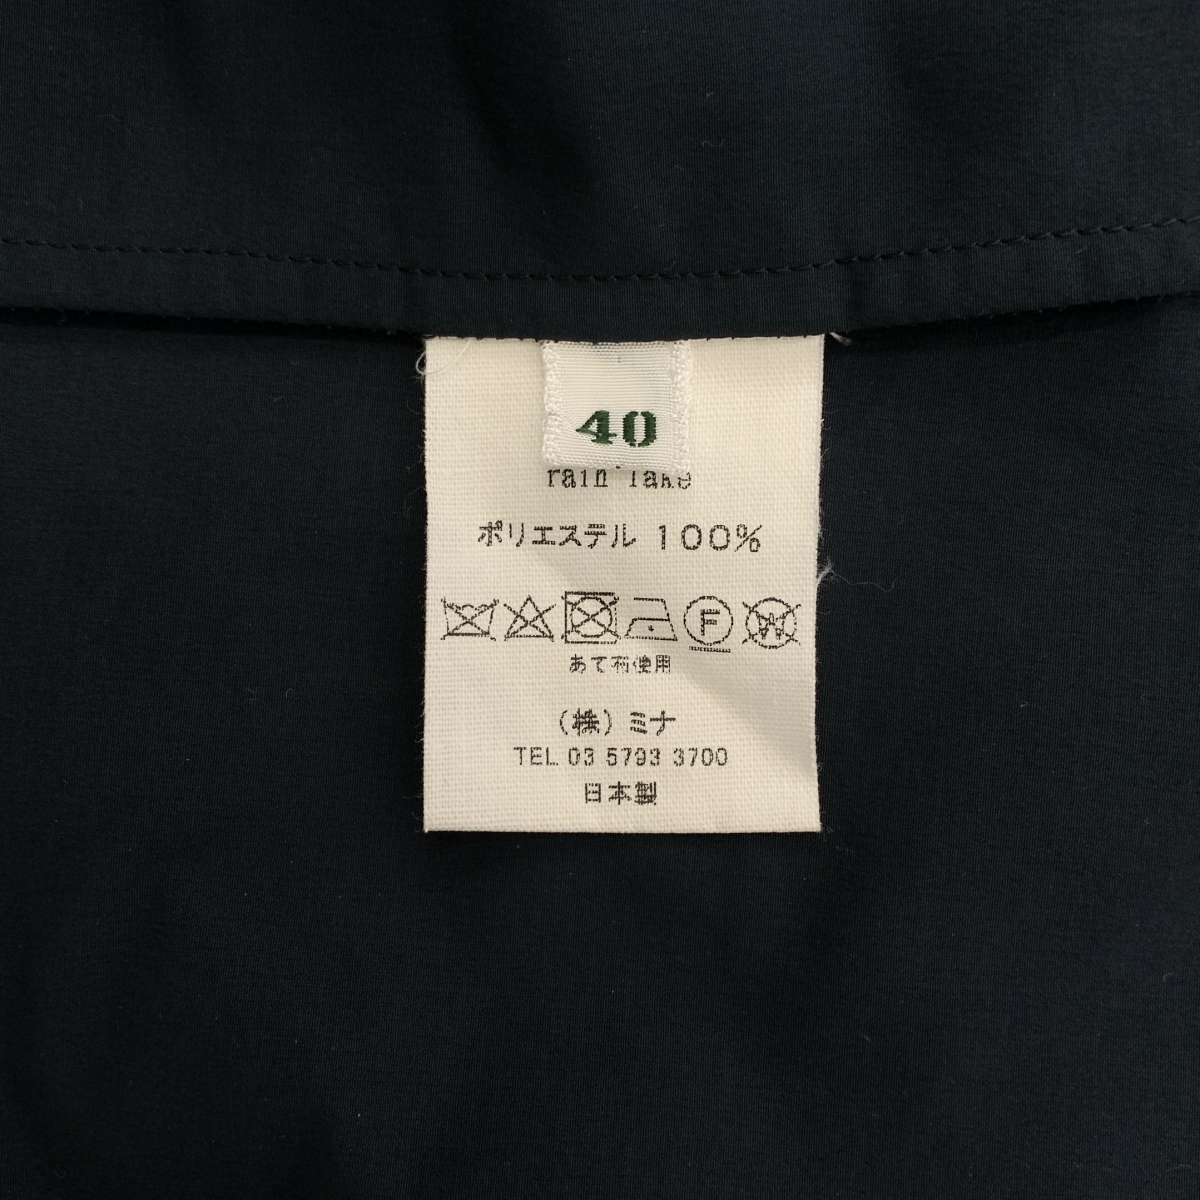 40
rain lake
ポリエステル 100%
F W
あて布使用
(株)ミナ
TEL 03 5793 3700
日本製